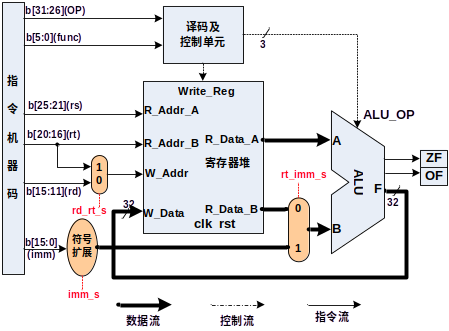 指
令
机
器
码
b[31:26](OP)
b[5:0](func)
b[25:21](rs)
b[20:16](rt)
b[15:11](rd)
b[15:0]
(imm)
译码及
控制单元
3
Write_Reg
R_Addr_A
R_Addr_B
W_Addr
W_Data
R_Data_A
寄存器堆
R_Data_B
clk rst
1
0
rd_rt_s
32
符号
扩展
imm_s
rt_imm_s
0
1
ALU_OP
A
B
ALU
F
32
ZF
OF
数据流
控制流
指令流